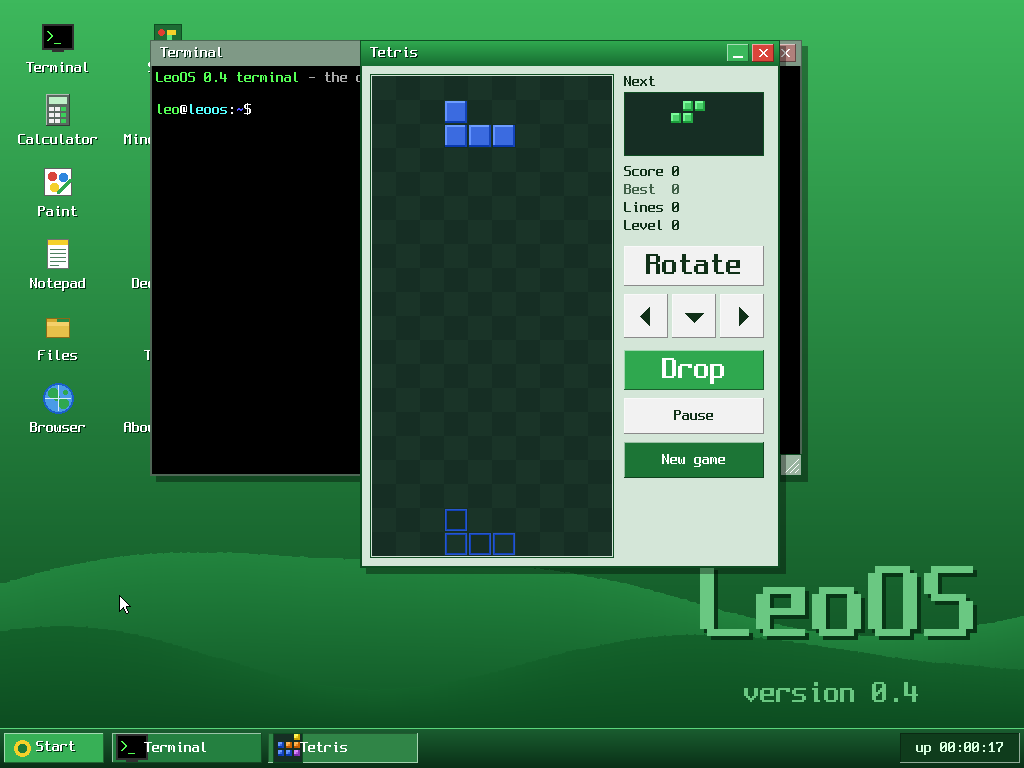 Terminal
Calculator
Paint
Notepad
Files
Browser
Terminal
LeoOS 0.4 terminal - the
leo@leoos:~$
Tetris
Next
Score 0
Best 0
Lines 0
Level 0
Rotate
Drop
Pause
New game
LeoOS
version 0.4
Start
Terminal
Tetris
up 00:00:17